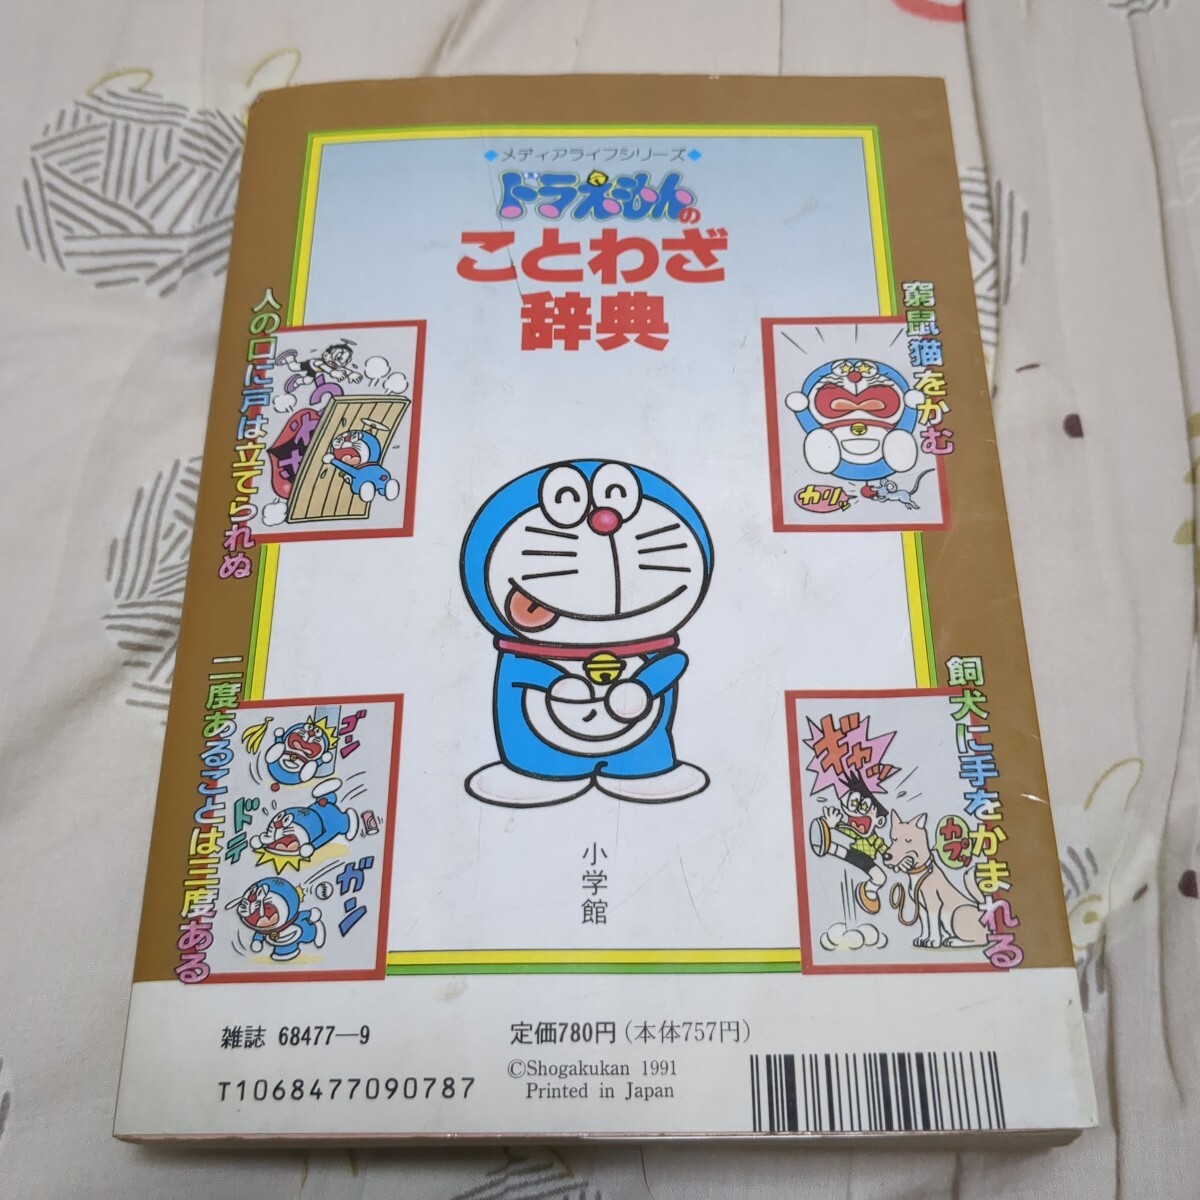 ◆メディアライフシリーズ◆
ドラえもんの
ことわざ
辞典
人の口に戸は立てられぬ
うわさ
窮鼠猫をかむ
カリッ
二度あることは三度ある
ゴン
ドテ
ガン
飼犬に手をかまれる
ギャッ
カプッ
小学館
雑誌 68477—9
定価780円(本体757円)
©Shogakukan 1991
Printed in Japan
T1068477090787